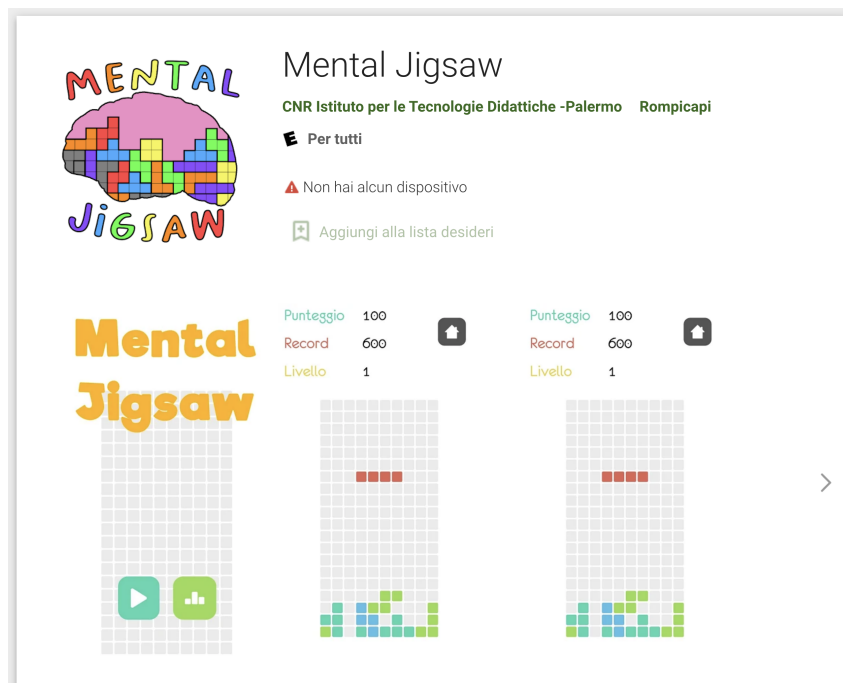 MENTAL
JiGSAW
Mental Jigsaw
CNR Istituto per le Tecnologie Didattiche -Palermo Rompicapi
E Per tutti
Non hai alcun dispositivo
Aggiungi alla lista desideri
Mental
Jigsaw
Punteggio 100
Record 600
Livello 1
Punteggio 100
Record 600
Livello 1